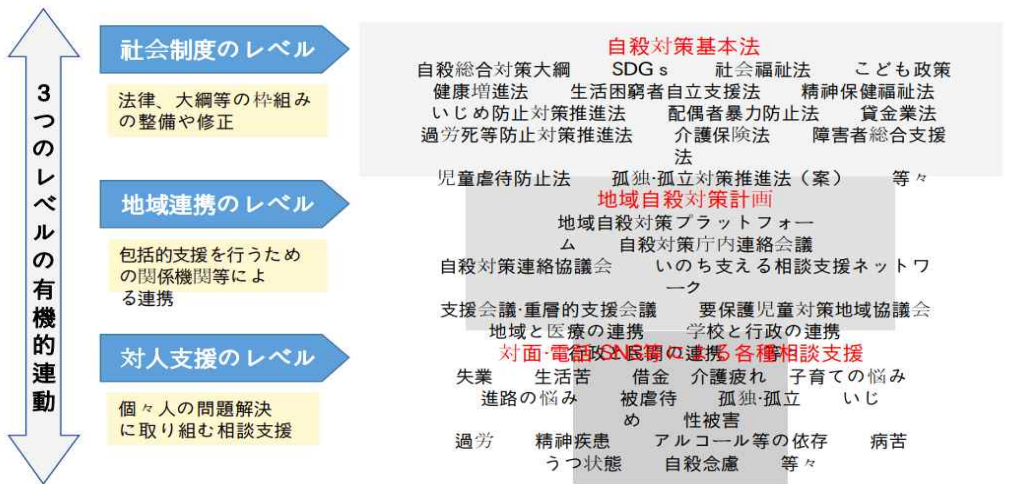 3つのレベルの有機的連動
社会制度のレベル
法律、大綱等の枠組み
の整備や修正
自殺対策基本法
自殺総合対策大綱 SDGs 社会福祉法 こども政策
健康増進法 生活困窮者自立支援法 精神保健福祉法
いじめ防止対策推進法 配偶者暴力防止法 貸金業法
過労死等防止対策推進法 介護保険法 障害者総合支援
法
児童虐待防止法 孤独・孤立対策推進法（案） 等々
地域連携のレベル
包括的支援を行うため
の関係機関等によ
る連携
地域自殺対策計画
地域自殺対策プラットフォー
ム 自殺対策庁内連絡会議
自殺対策連絡協議会 いのち支える相談支援ネットワ
ーク
支援会議・重層的支援会議 要保護児童対策地域協議会
地域と医療の連携 学校と行政の連携
行政と民間の連携 等々
対人支援のレベル
個々人の問題解決
に取り組む相談支援
対面・電話・SNS等による各種相談支援
失業 生活苦 借金 介護疲れ 子育ての悩み
進路の悩み 被虐待 孤独・孤立 いじ
め 性被害
過労 精神疾患 アルコール等の依存 病苦
うつ状態 自殺念慮 等々